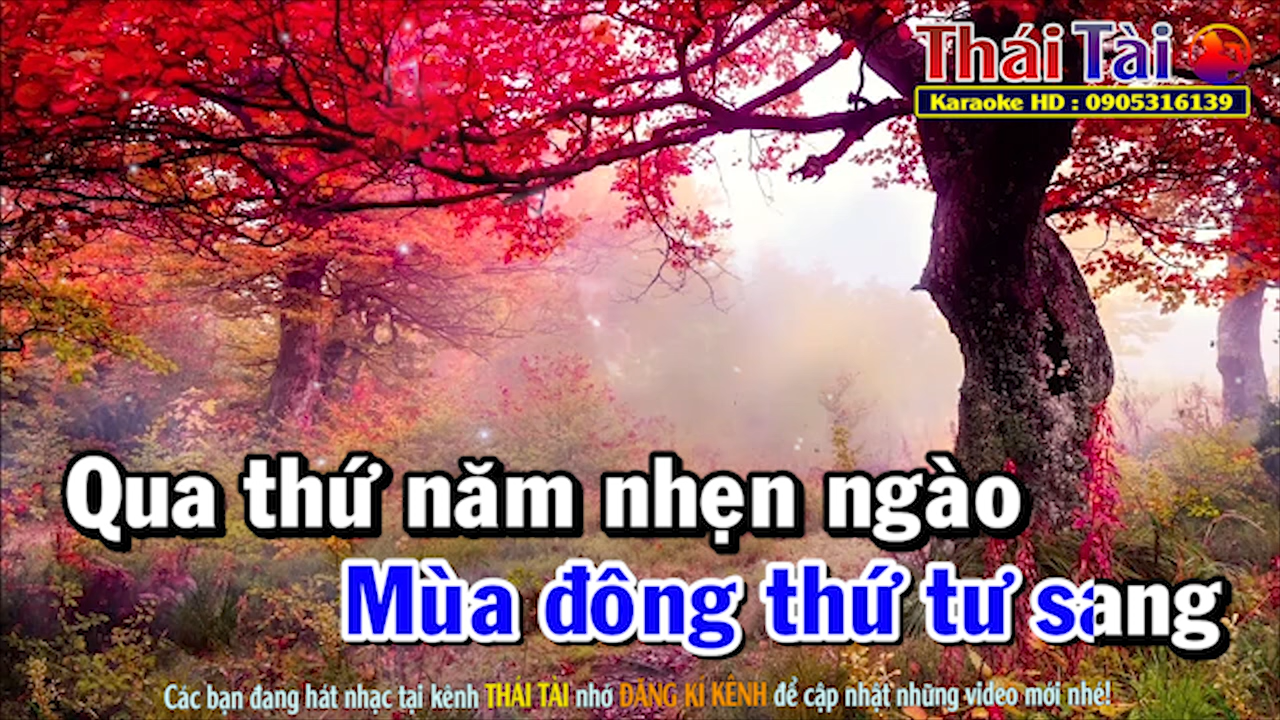 Thái Tài
Karaoke HD : 0905316139
Qua thứ năm nhẹn ngào
Mùa đông thứ tư sang
Các bạn đang hát nhạc tại kênh THÁI TÀI nhớ ĐĂNG KÍ KÊNH để cập nhật những video mới nhé!